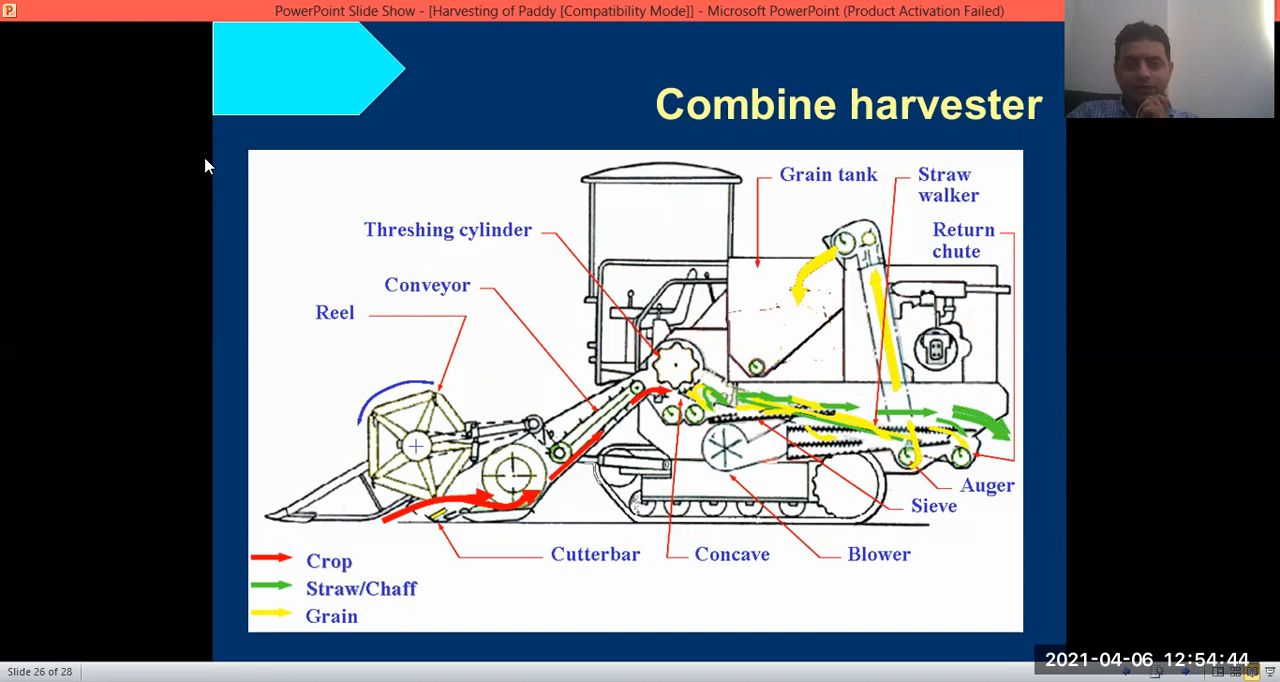 PowerPoint Slide Show - [Harvesting of Paddy [Compatibility Mode]] - Microsoft PowerPoint (Product Activation Failed)
Combine harvester
Grain tank
Straw
walker
Return
chute
Threshing cylinder
Conveyor
Reel
Auger
Sieve
Cutterbar
Concave
Blower
Crop
Straw/Chaff
Grain
2021-04-06 12:54:44
Slide 26 of 28